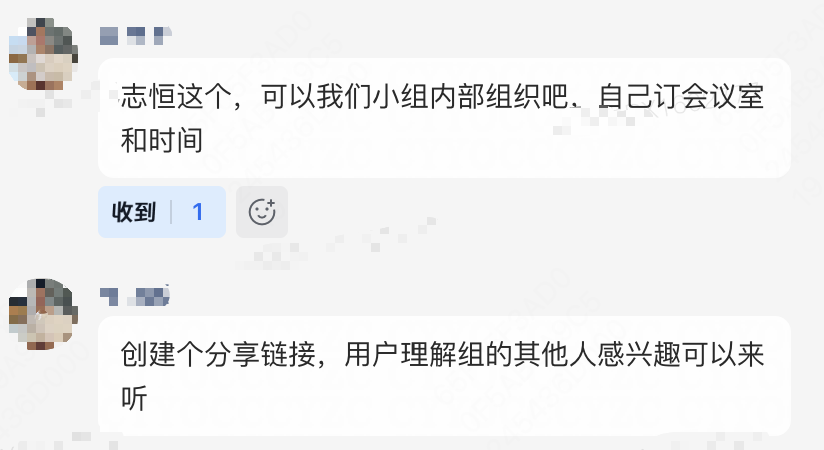 志恒这个，可以我们小组内部组织吧，自己订会议室
和时间
收到 1
创建个分享链接，用户理解组的其他人感兴趣可以来
听